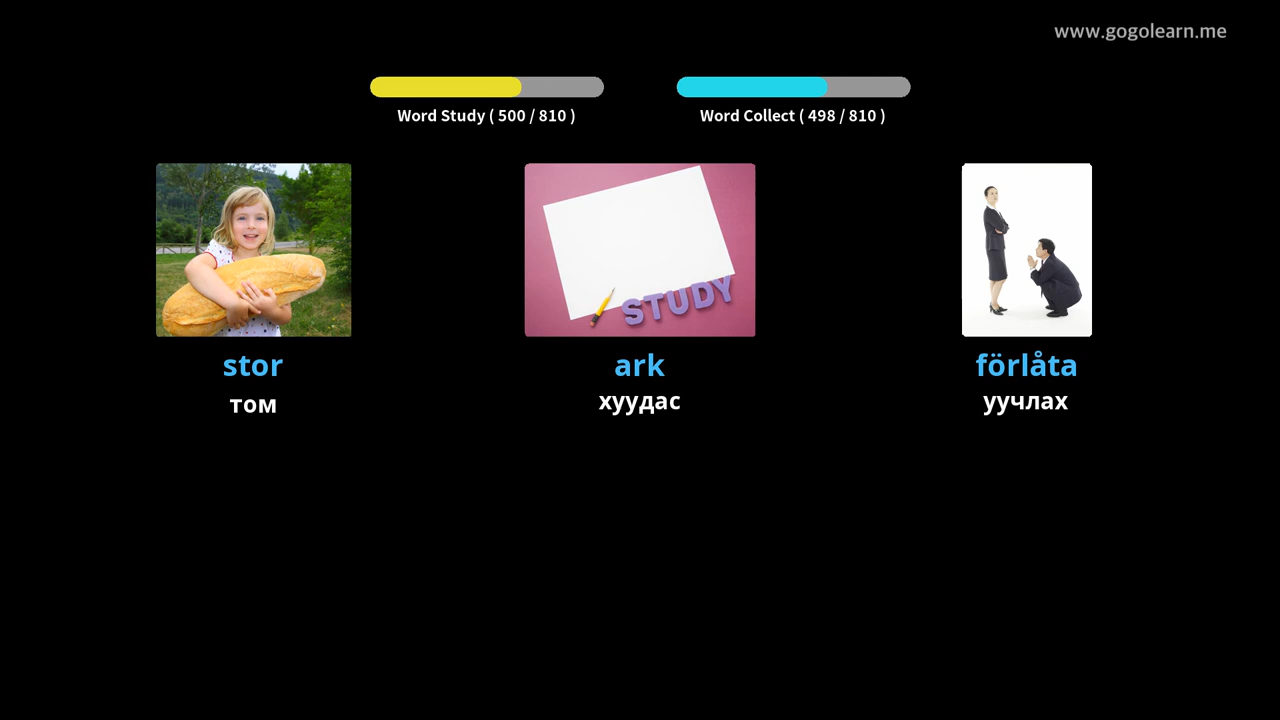 www.gogolearn.me
Word Study ( 500 / 810 )
Word Collect ( 498 / 810 )
STUDY
stor
ark
förlåta
том
хуудас
уучлах